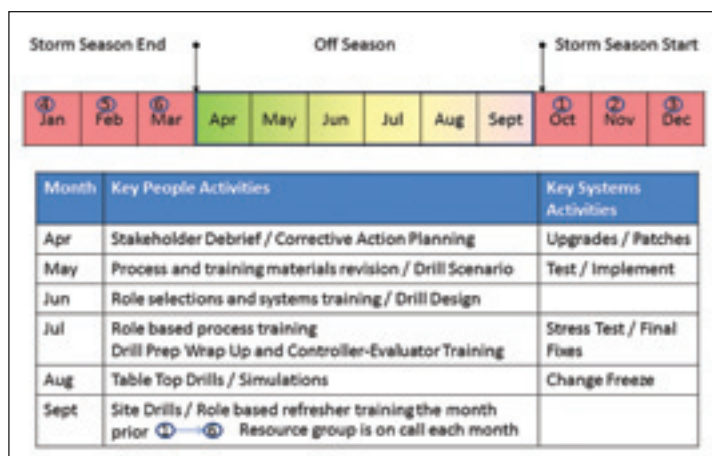 Storm Season End Off Season Storm Season Start
④ ⑤ ⑥ ① ② ③
Jan Feb Mar Apr May Jun Jul Aug Sept Oct Nov Dec
Month Key People Activities Key Systems
Activities
Apr Stakeholder Debrief / Corrective Action Planning Upgrades / Patches
May Process and training materials revision / Drill Scenario Test / Implement
Jun Role selections and systems training / Drill Design
Jul Role based process training Stress Test / Final
Drill Prep Wrap Up and Controller-Evaluator Training Fixes
Aug Table Top Drills / Simulations Change Freeze
Sept Site Drills / Role based refresher training the month
prior ① → ⑥ Resource group is on call each month